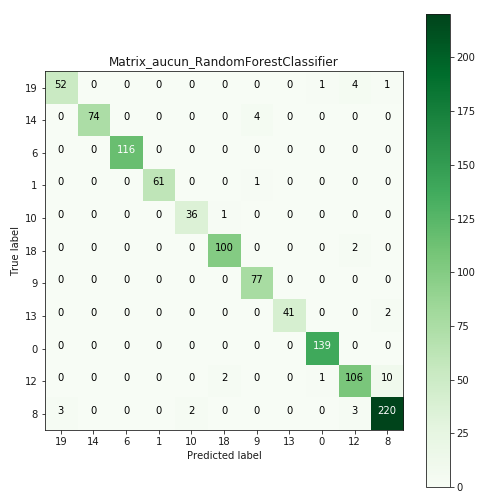 Matrix_aucun_RandomForestClassifier
19 52 0 0 0 0 0 0 0 1 4 1
14 0 74 0 0 0 0 4 0 0 0 0
6 0 0 116 0 0 0 0 0 0 0 0
1 0 0 0 61 0 0 1 0 0 0 0
10 0 0 0 0 36 1 0 0 0 0 0
18 0 0 0 0 0 100 0 0 0 2 0
9 0 0 0 0 0 0 77 0 0 0 0
13 0 0 0 0 0 0 0 41 0 0 2
0 0 0 0 0 0 0 0 0 139 0 0
12 0 0 0 0 0 2 0 0 1 106 10
8 3 0 0 0 2 0 0 0 0 3 220
19 14 6 1 10 18 9 13 0 12 8
True label
Predicted label
200
175
150
125
100
75
50
25
0